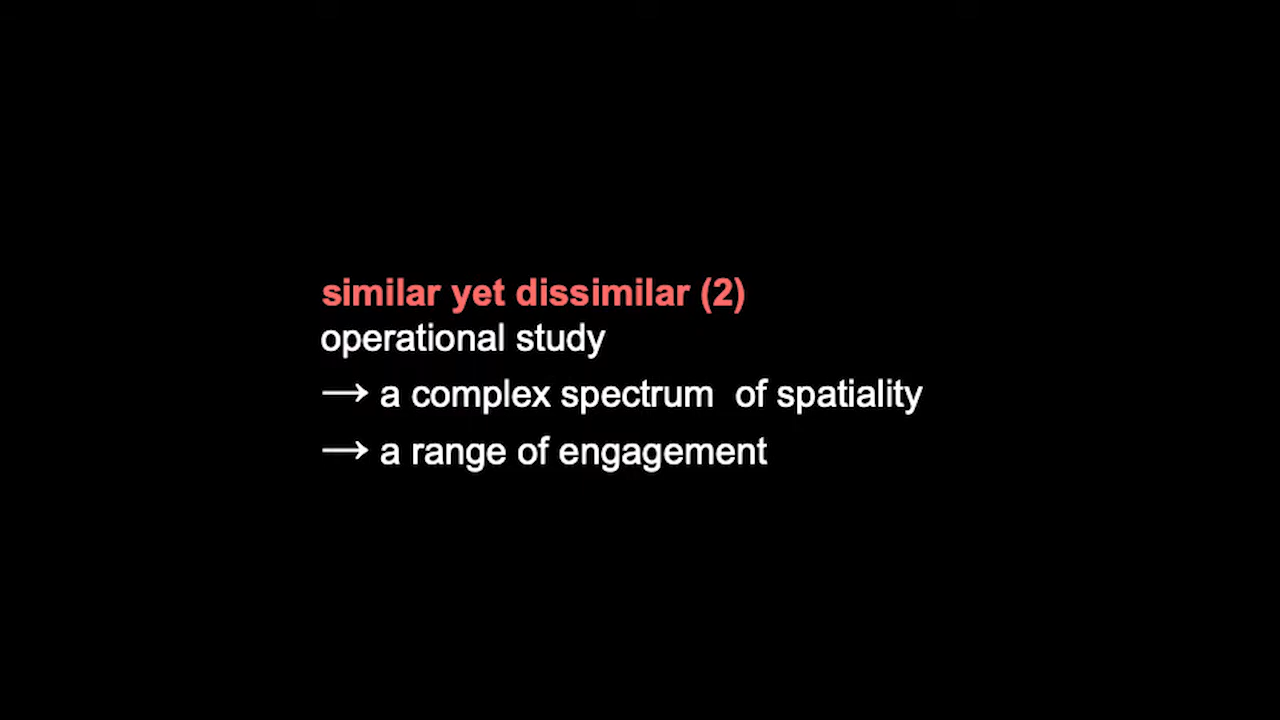 similar yet dissimilar (2)
operational study
→ a complex spectrum  of spatiality
→ a range of engagement